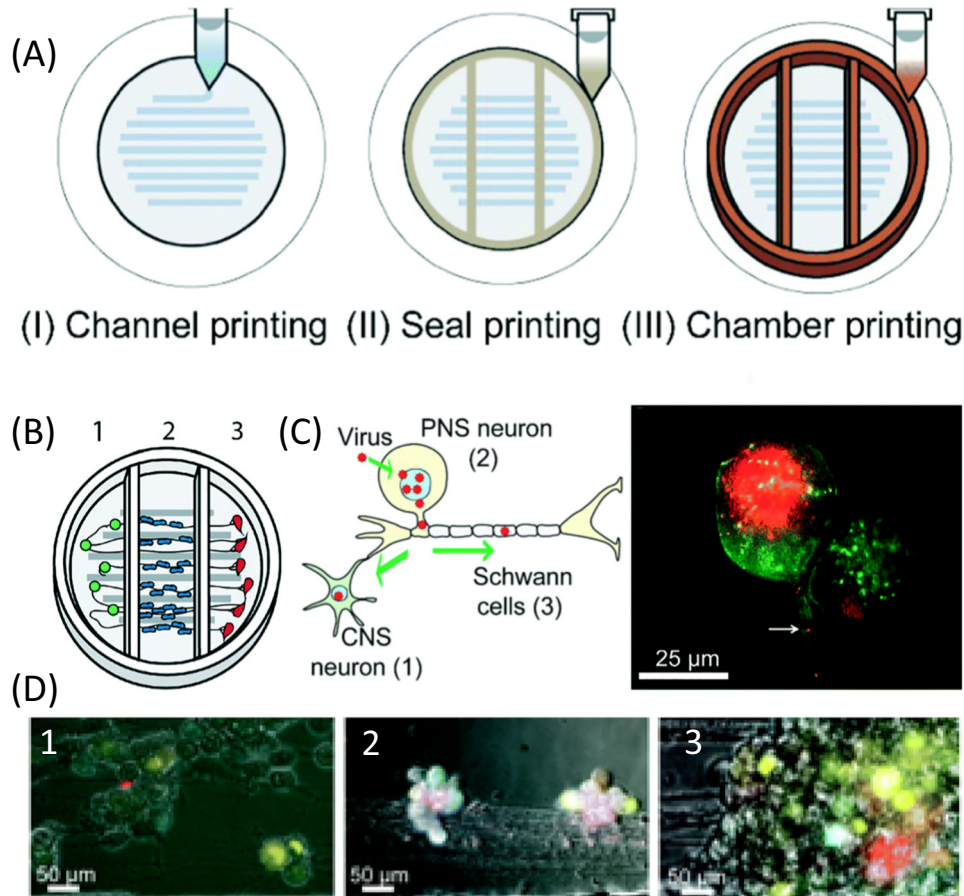 (A)
(I) Channel printing (II) Seal printing (III) Chamber printing
(B)
1 2 3
(C)
Virus
PNS neuron
(2)
Schwann
cells (3)
CNS
neuron (1)
25 μm
(D)
1
50 μm
2
50 μm
3
50 μm